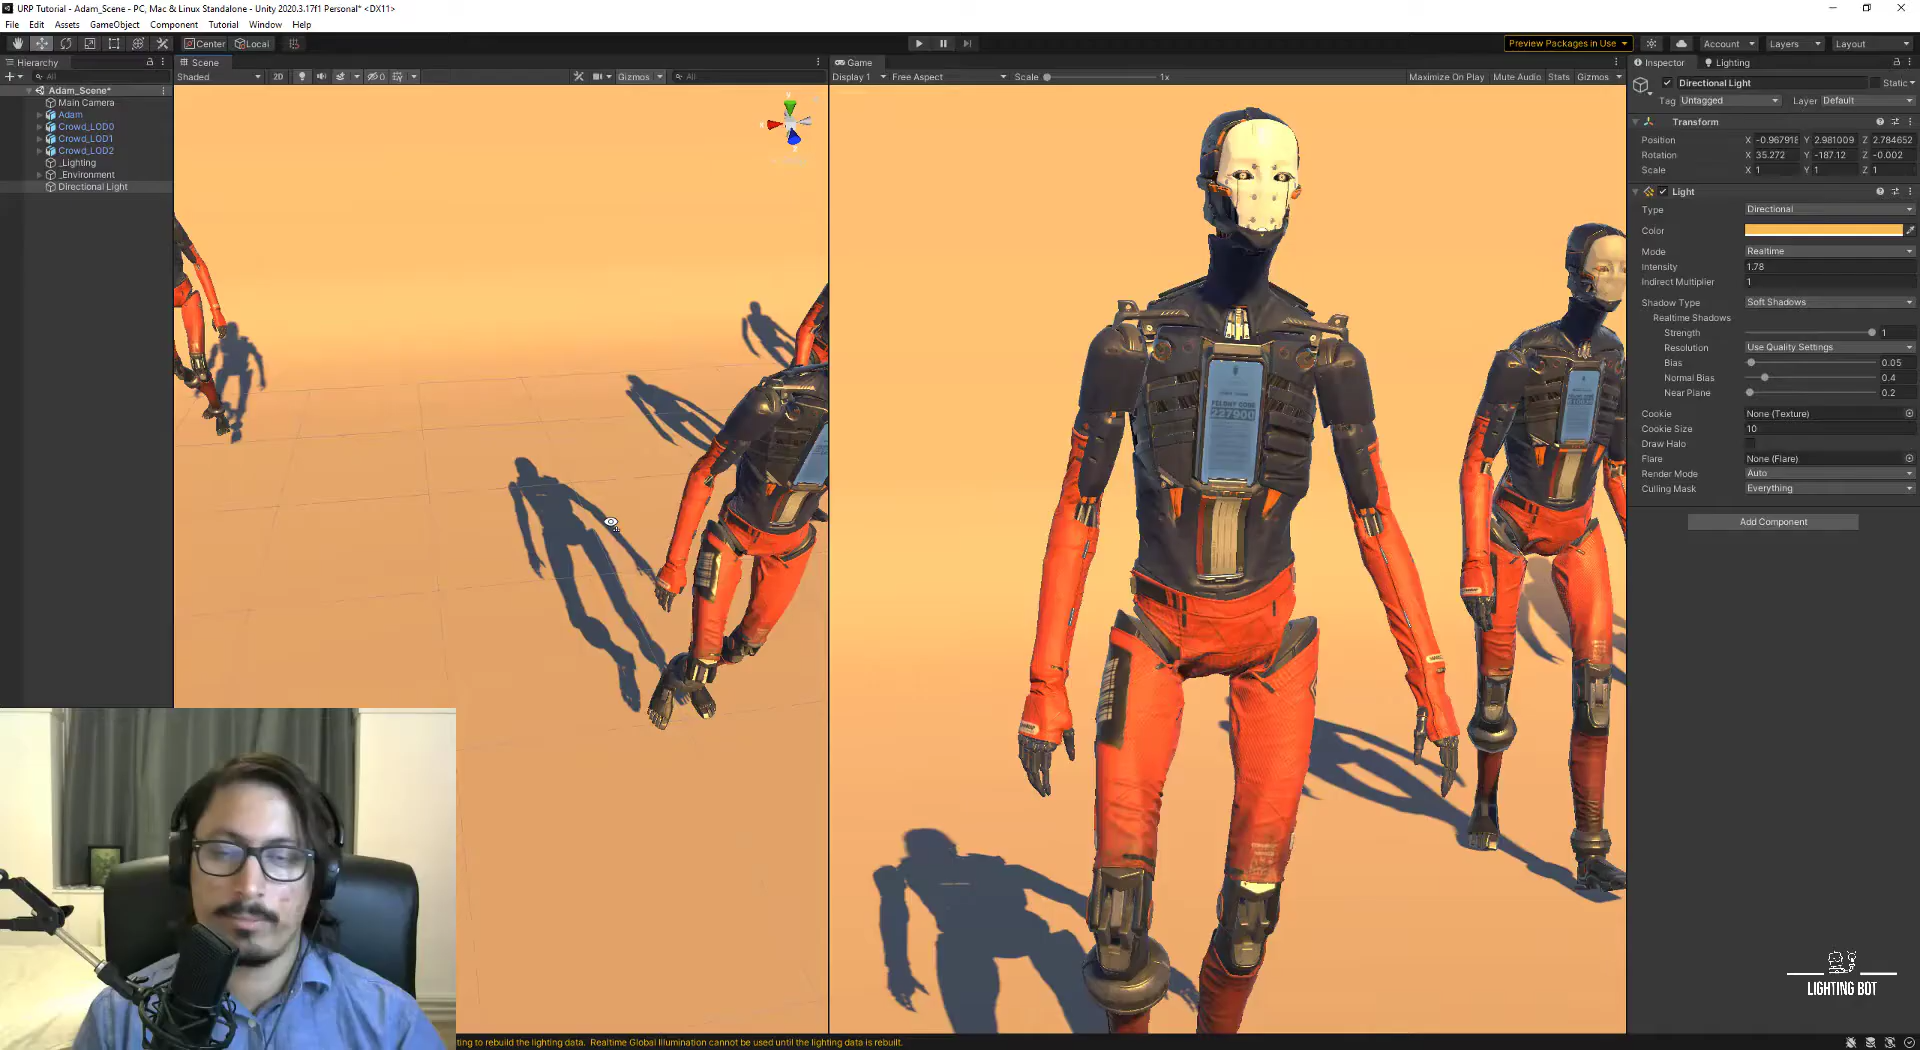 URP Tutorial - Adam_Scene - PC, Mac & Linux Standalone - Unity 2020.3.17f1 Personal* <DX11>
File Edit Assets GameObject Component Tutorial Window Help
Center Local Preview Packages in Use Account Layers Layout
Hierarchy
All
Adam_Scene*
Main Camera
Adam
Crowd_LOD0
Crowd_LOD1
Crowd_LOD2
_Lighting
_Environment
Directional Light
Scene
Shaded 2D 0 Gizmos All
Game
Display 1 Free Aspect Scale 1x Maximize On Play Mute Audio Stats Gizmos
FELONY CODE
227900
Inspector Lighting
Directional Light Static
Tag Untagged Layer Default
Transform
Position X -0.967918 Y 2.981009 Z 2.784652
Rotation X 35.272 Y -187.12 Z -0.002
Scale X 1 Y 1 Z 1
Light
Type Directional
Color
Mode Realtime
Intensity 1.78
Indirect Multiplier 1
Shadow Type Soft Shadows
Realtime Shadows
Strength 1
Resolution Use Quality Settings
Bias 0.05
Normal Bias 0.4
Near Plane 0.2
Cookie None (Texture)
Cookie Size 10
Draw Halo
Flare None (Flare)
Render Mode Auto
Culling Mask Everything
Add Component
LIGHTING BOT
ting to rebuild the lighting data. Realtime Global Illumination cannot be used until the lighting data is rebuilt.